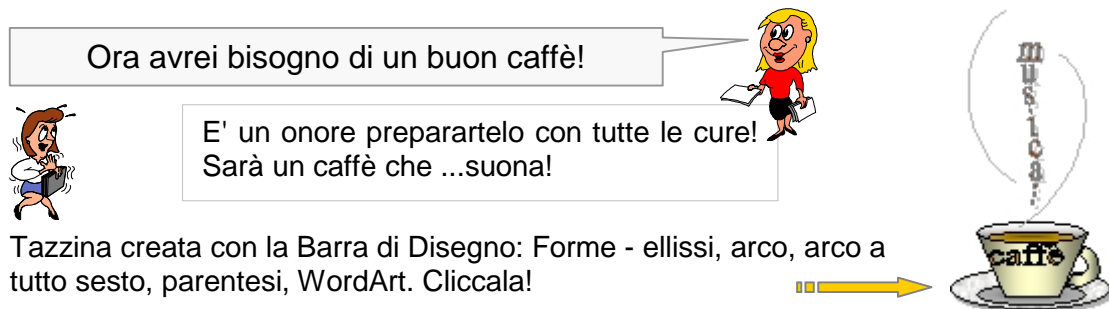 Ora avrei bisogno di un buon caffè!
E' un onore preparartelo con tutte le cure!
Sarà un caffè che ...suona!
Tazzina creata con la Barra di Disegno: Forme - ellissi, arco, arco a
tutto sesto, parentesi, WordArt. Cliccala!
musical
caffè